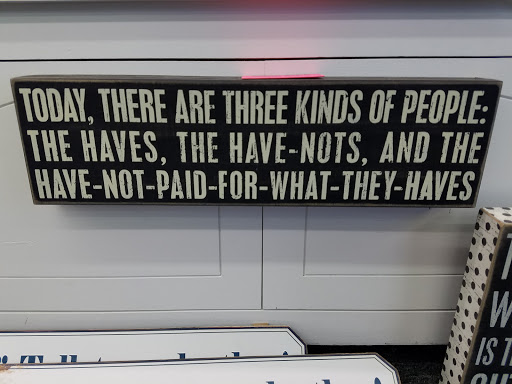 TODAY, THERE ARE THREE KINDS OF PEOPLE:
THE HAVES, THE HAVE-NOTS, AND THE
HAVE-NOT-PAID-FOR-WHAT-THEY-HAVES
IS